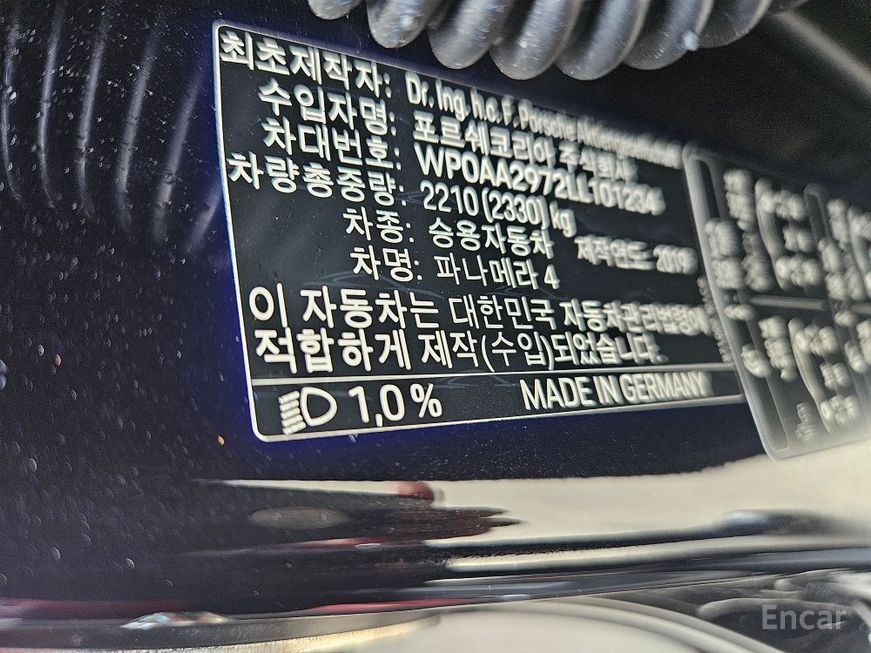 최초제작자: Dr. Ing. h.c. F. Porsche Aktiengesellschaft
수입자명: 포르쉐코리아 주식회사
차대번호: WP0AA2972LL101234
차량총중량: 2210 (2330) kg
차종: 승용자동차 제작연도: 2019
차명: 파나메라 4
이 자동차는 대한민국 자동차관리법령에
적합하게 제작(수입)되었습니다.
1,0 % MADE IN GERMANY
Encar